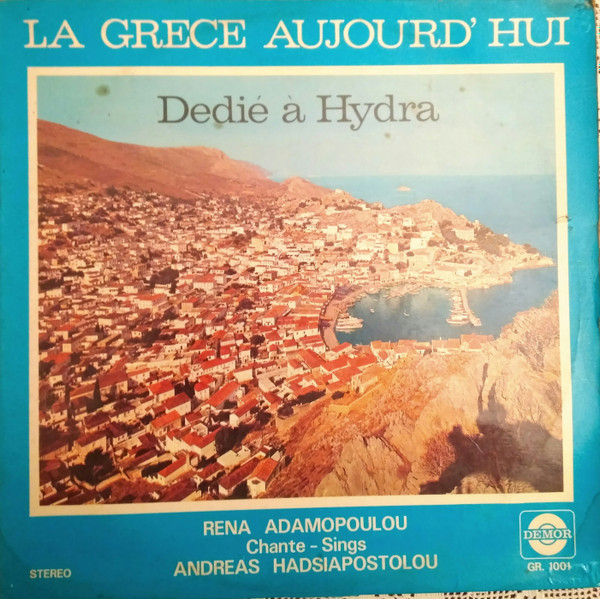 LA GRECE AUJOURD'HUI
Dedié à Hydra
RENA ADAMOPOULOU
Chante - Sings
ANDREAS HADSIAPOSTOLOU
STEREO
DEMOR
GR. 1001